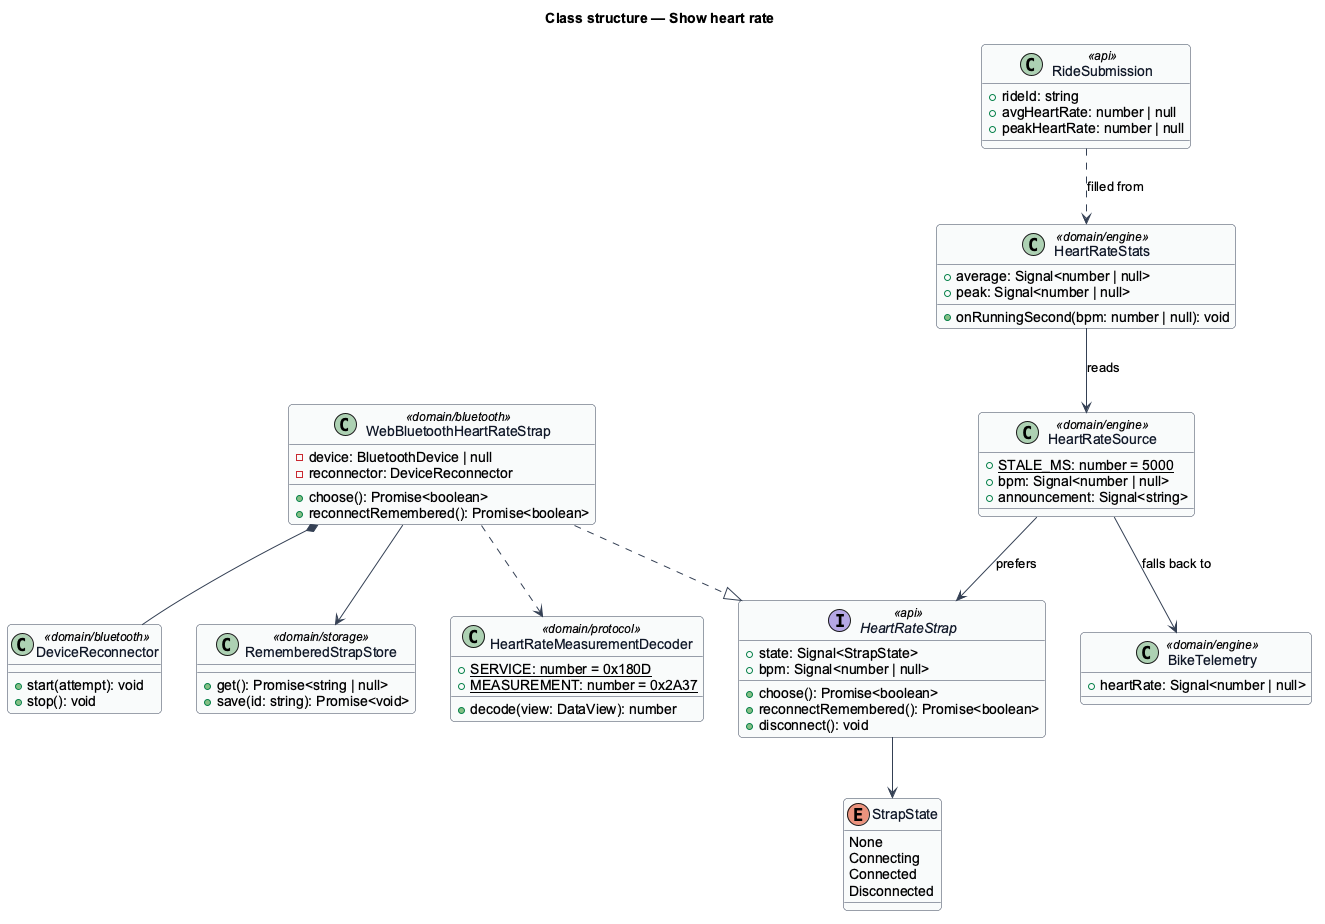 Class structure — Show heart rate
«api»
C
RideSubmission
rideId: string
avgHeartRate: number | null
peakHeartRate: number | null
filled from
«domain/engine»
C
HeartRateStats
average: Signal<number | null>
peak: Signal<number | null>
onRunningSecond(bpm: number | null): void
reads
«domain/bluetooth»
C
WebBluetoothHeartRateStrap
device: BluetoothDevice | null
reconnector: DeviceReconnector
choose(): Promise<boolean>
reconnectRemembered(): Promise<boolean>
«domain/engine»
C
HeartRateSource
STALE_MS: number = 5000
bpm: Signal<number | null>
announcement: Signal<string>
prefers
falls back to
«domain/bluetooth»
C
DeviceReconnector
start(attempt): void
stop(): void
«domain/storage»
C
RememberedStrapStore
get(): Promise<string | null>
save(id: string): Promise<void>
«domain/protocol»
C
HeartRateMeasurementDecoder
SERVICE: number = 0x180D
MEASUREMENT: number = 0x2A37
decode(view: DataView): number
«api»
I
HeartRateStrap
state: Signal<StrapState>
bpm: Signal<number | null>
choose(): Promise<boolean>
reconnectRemembered(): Promise<boolean>
disconnect(): void
«domain/engine»
C
BikeTelemetry
heartRate: Signal<number | null>
E
StrapState
None
Connecting
Connected
Disconnected